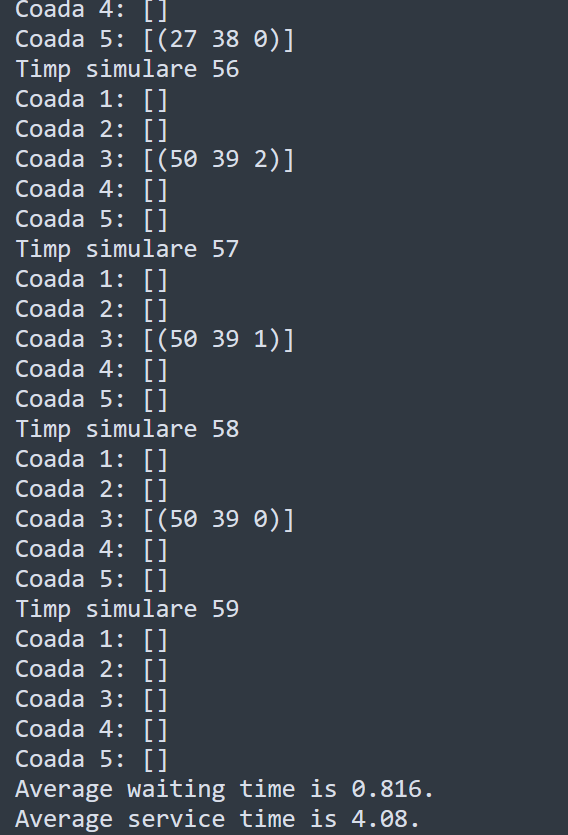 Coada 4: []
Coada 5: [(27 38 0)]
Timp simulare 56
Coada 1: []
Coada 2: []
Coada 3: [(50 39 2)]
Coada 4: []
Coada 5: []
Timp simulare 57
Coada 1: []
Coada 2: []
Coada 3: [(50 39 1)]
Coada 4: []
Coada 5: []
Timp simulare 58
Coada 1: []
Coada 2: []
Coada 3: [(50 39 0)]
Coada 4: []
Coada 5: []
Timp simulare 59
Coada 1: []
Coada 2: []
Coada 3: []
Coada 4: []
Coada 5: []
Average waiting time is 0.816.
Average service time is 4.08.